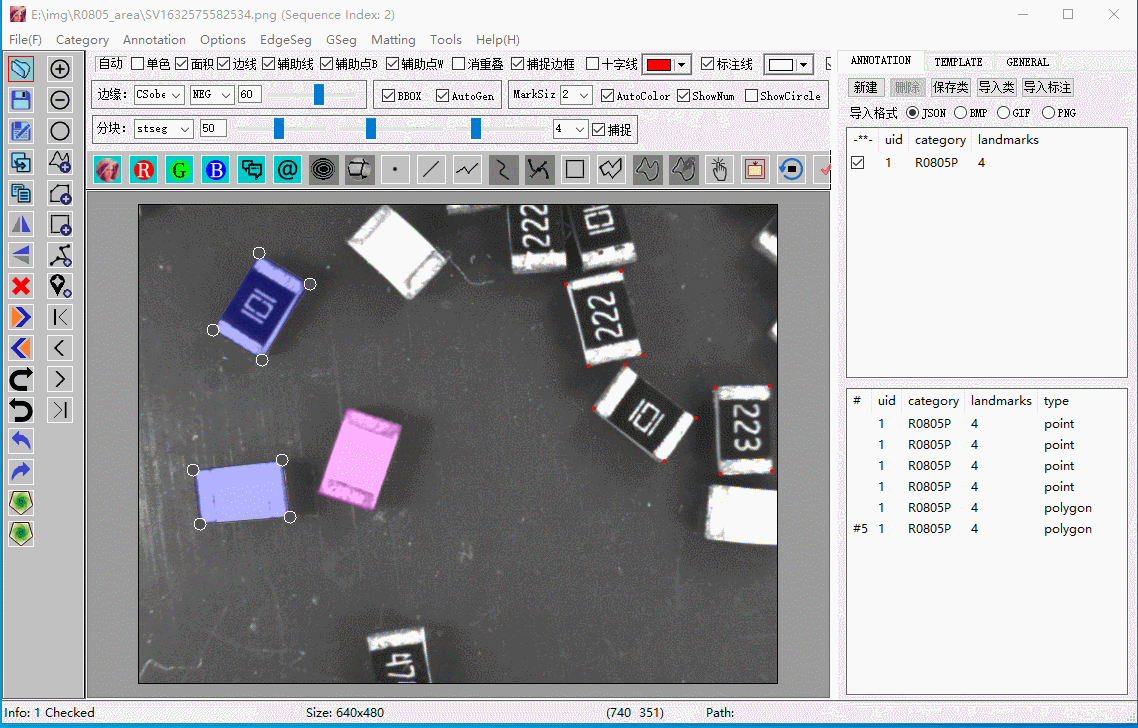 E:\img\R0805_area\SV1632575582534.png (Sequence Index: 2)
File(F) Category Annotation Options EdgeSeg GSeg Matting Tools Help(H)
自动 单色 面积 边线 辅助线 辅助点B 辅助点W 消重叠 捕捉边框 十字线 标注线
边缘: CSobe NEG 60 BBOX AutoGen MarkSiz 2 AutoColor ShowNum ShowCircle
分块: stseg 50 4 捕捉
R G B @
ANNOTATION TEMPLATE GENERAL
新建 删除 保存类 导入类 导入标注
导入格式 JSON BMP GIF PNG
-**- uid category landmarks
1 R0805P 4
# uid category landmarks type
1 R0805P 4 point
1 R0805P 4 point
1 R0805P 4 point
1 R0805P 4 point
1 R0805P 4 polygon
#5 1 R0805P 4 polygon
222
101
101
222
101
223
47
Info: 1 Checked Size: 640x480 (740 351) Path: